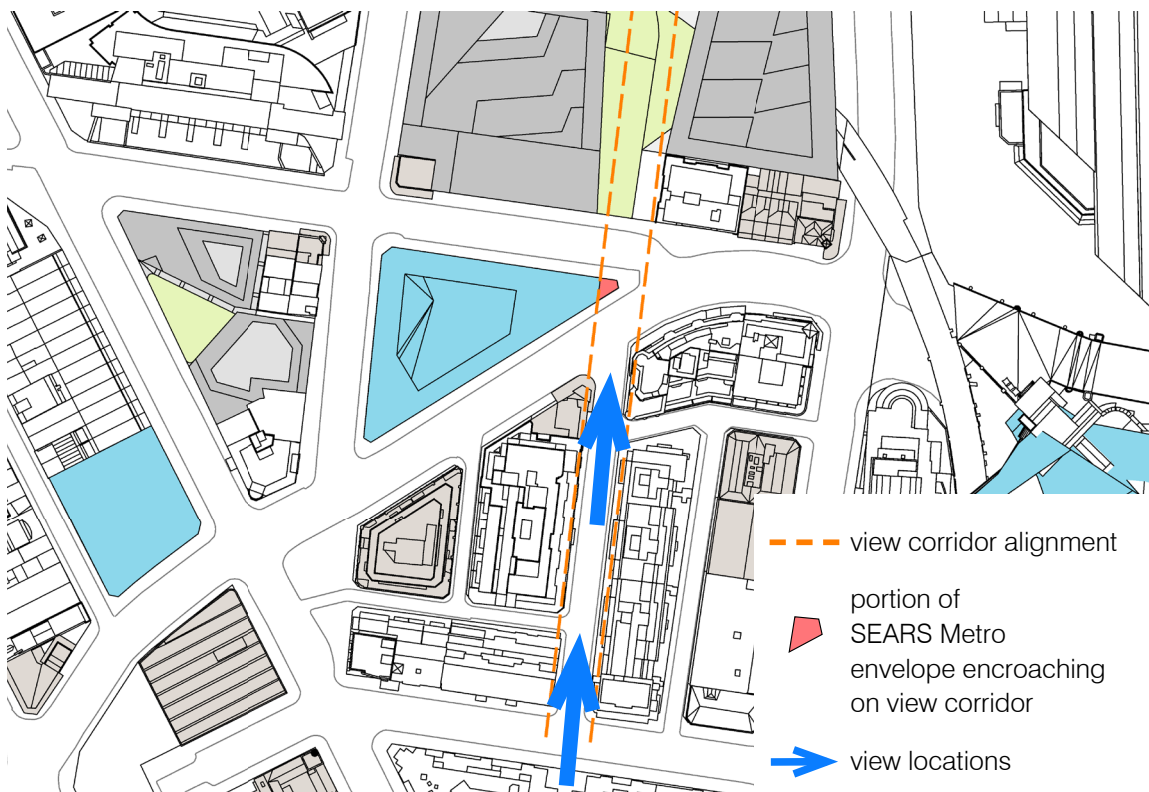 view corridor alignment
portion of
SEARS Metro
envelope encroaching
on view corridor
view locations